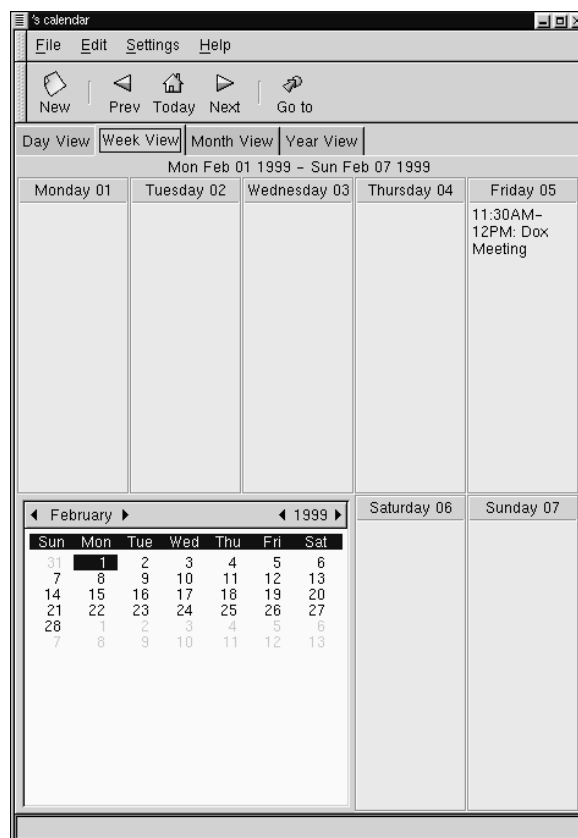 's calendar
File Edit Settings Help
New Prev Today Next Go to
Day View Week View Month View Year View
Mon Feb 01 1999 – Sun Feb 07 1999
Monday 01 Tuesday 02 Wednesday 03 Thursday 04 Friday 05
11:30AM–
12PM: Dox
Meeting
February 1999
Sun Mon Tue Wed Thu Fri Sat
31 1 2 3 4 5 6
7 8 9 10 11 12 13
14 15 16 17 18 19 20
21 22 23 24 25 26 27
28 1 2 3 4 5 6
7 8 9 10 11 12 13
Saturday 06 Sunday 07